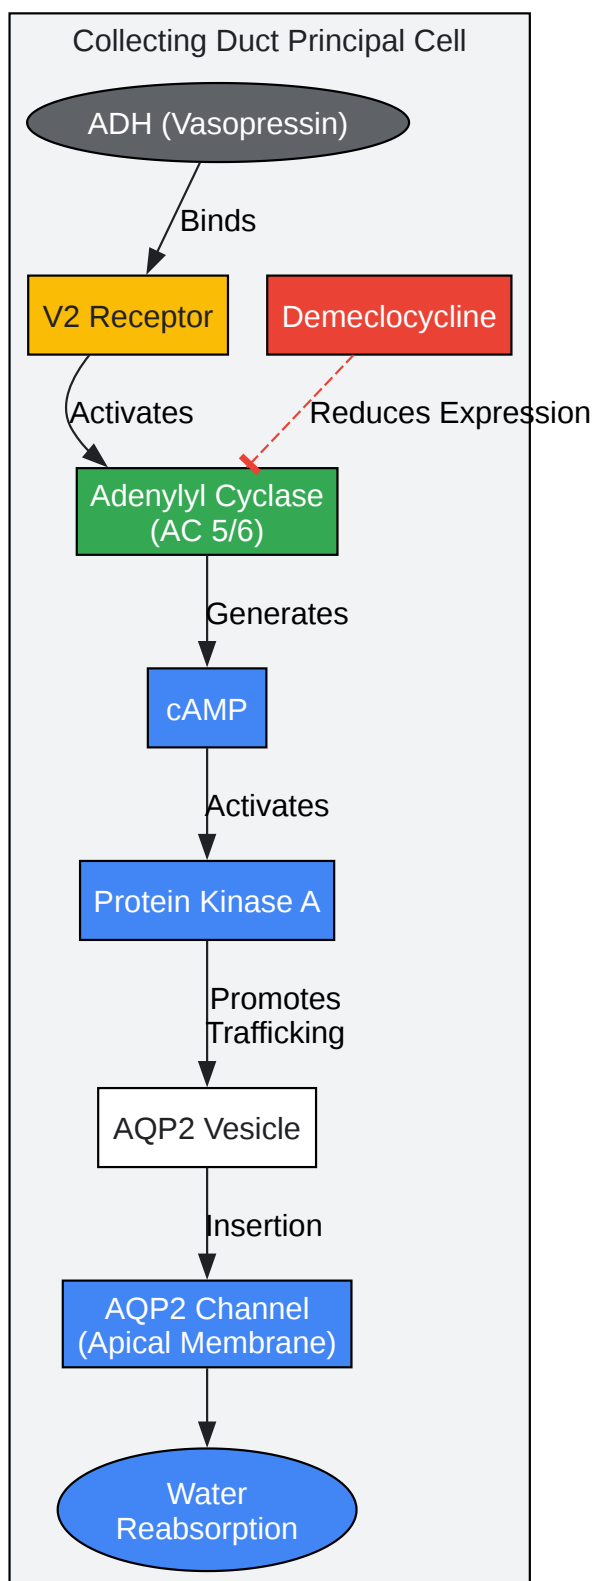 Collecting Duct Principal Cell
ADH (Vasopressin)
Binds
V2 Receptor
Demeclocycline
Activates
Reduces Expression
Adenylyl Cyclase
(AC 5/6)
Generates
cAMP
Activates
Protein Kinase A
Promotes
Trafficking
AQP2 Vesicle
Insertion
AQP2 Channel
(Apical Membrane)
Water
Reabsorption